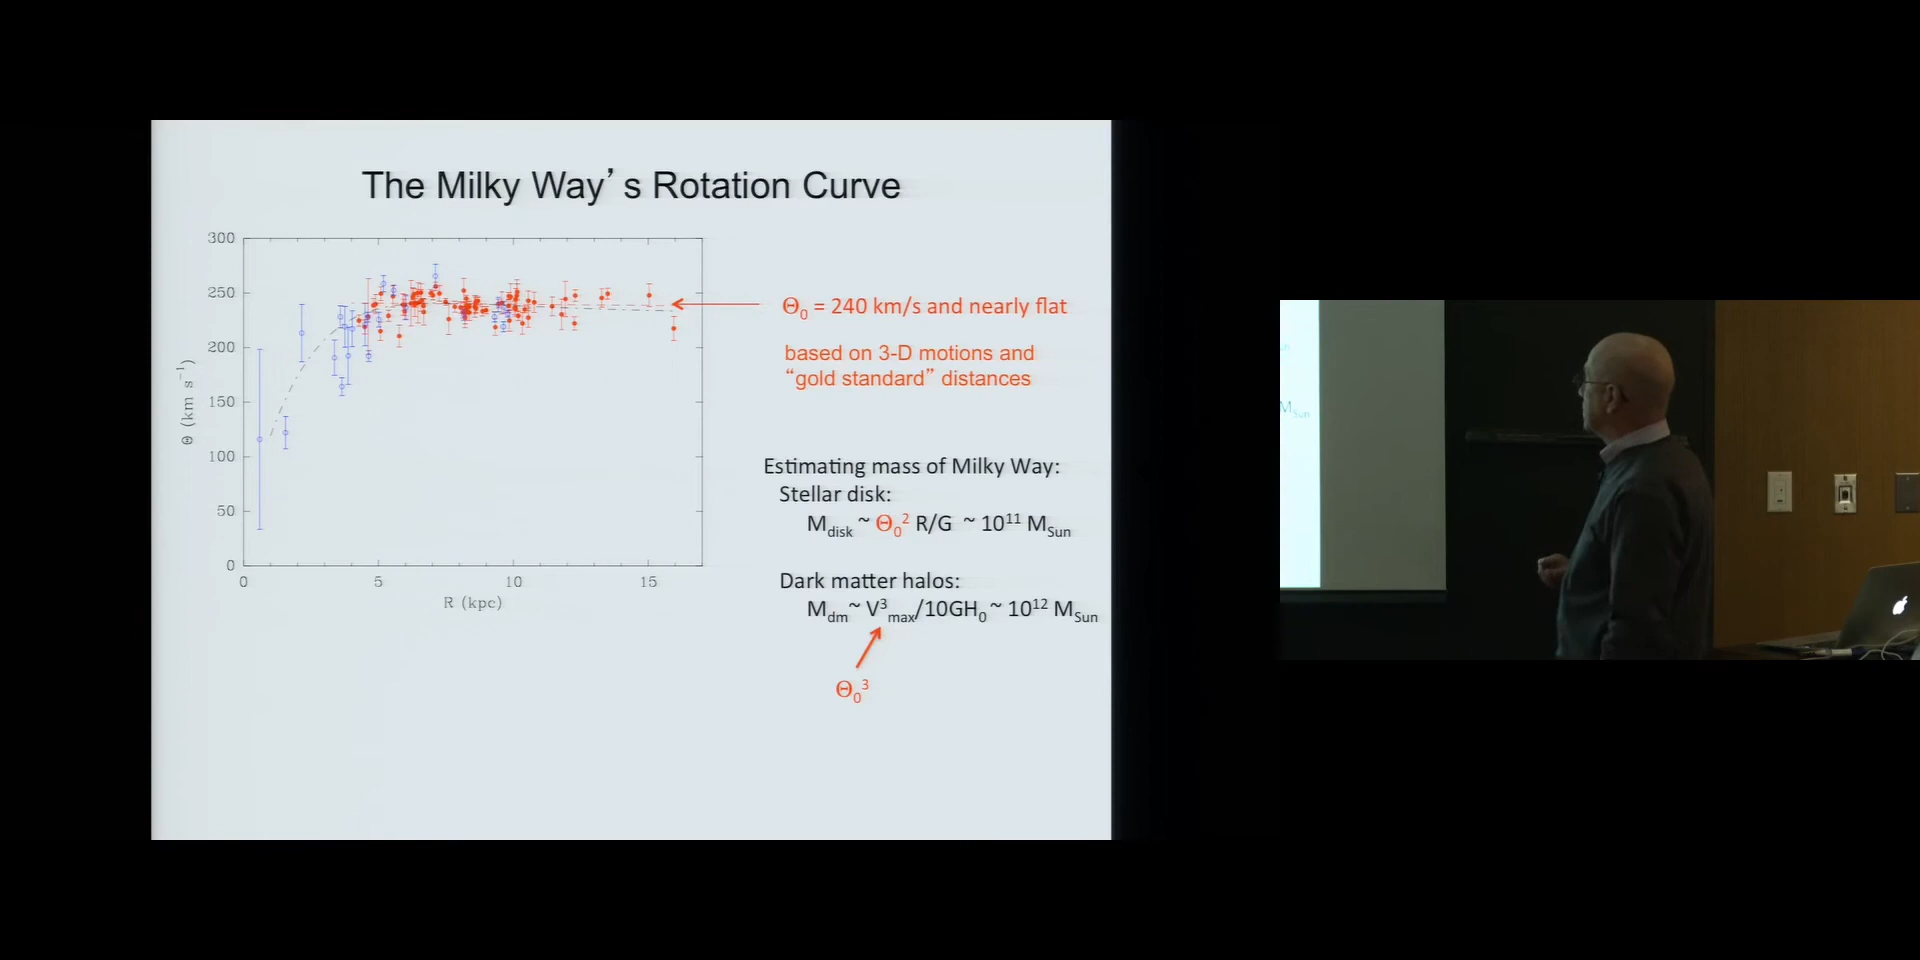 The Milky Way’s Rotation Curve
300
250
200
150
100
50
0
0 5 10 15
Θ (km s⁻¹)
R (kpc)
Θ₀ = 240 km/s and nearly flat
based on 3-D motions and
“gold standard” distances
Estimating mass of Milky Way:
Stellar disk:
M_disk ~ Θ₀² R/G ~ 10¹¹ M_Sun
Dark matter halos:
M_dm ~ V³_max/10GH₀ ~ 10¹² M_Sun
Θ₀³
M_Sun